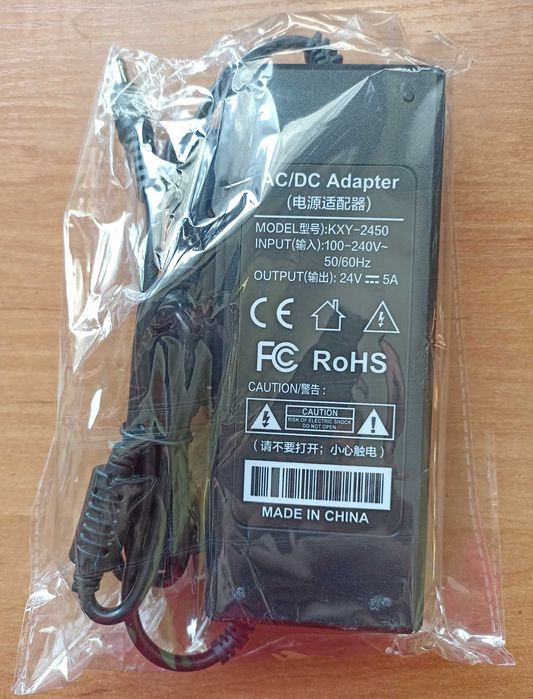 AC/DC Adapter
(电源适配器)
MODEL型号):KXY-2450
INPUT(输入):100-240V~
50/60Hz
OUTPUT(输出): 24V ⎓ 5A
CE
FC RoHS
CAUTION/警告:
CAUTION
RISK OF ELECTRIC SHOCK
DO NOT OPEN
(请不要打开;小心触电)
MADE IN CHINA